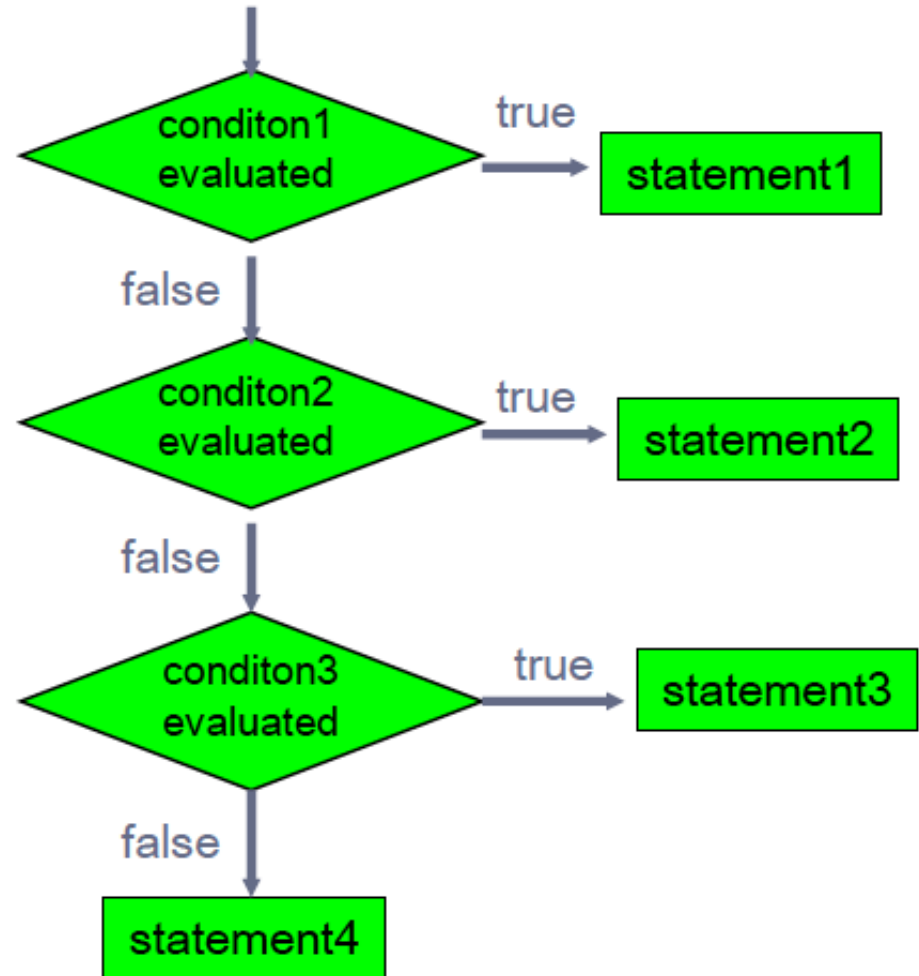 conditon1
evaluated
true
statement1
false
conditon2
evaluated
true
statement2
false
conditon3
evaluated
true
statement3
false
statement4